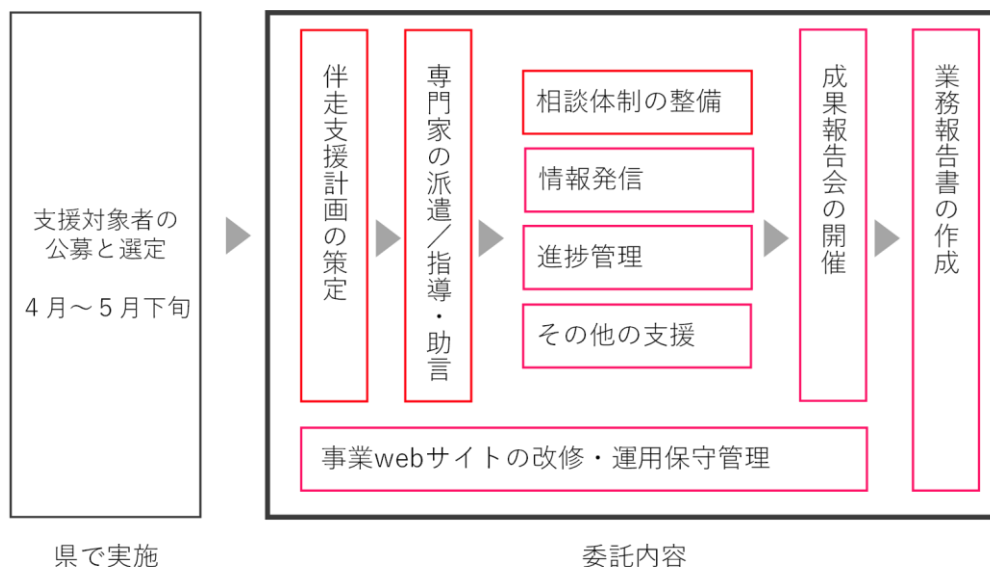 支援対象者の
公募と選定
4月～5月下旬
伴走支援計画の策定
専門家の派遣／指導・助言
相談体制の整備
情報発信
進捗管理
その他の支援
成果報告会の開催
業務報告書の作成
事業webサイトの改修・運用保守管理
県で実施
委託内容